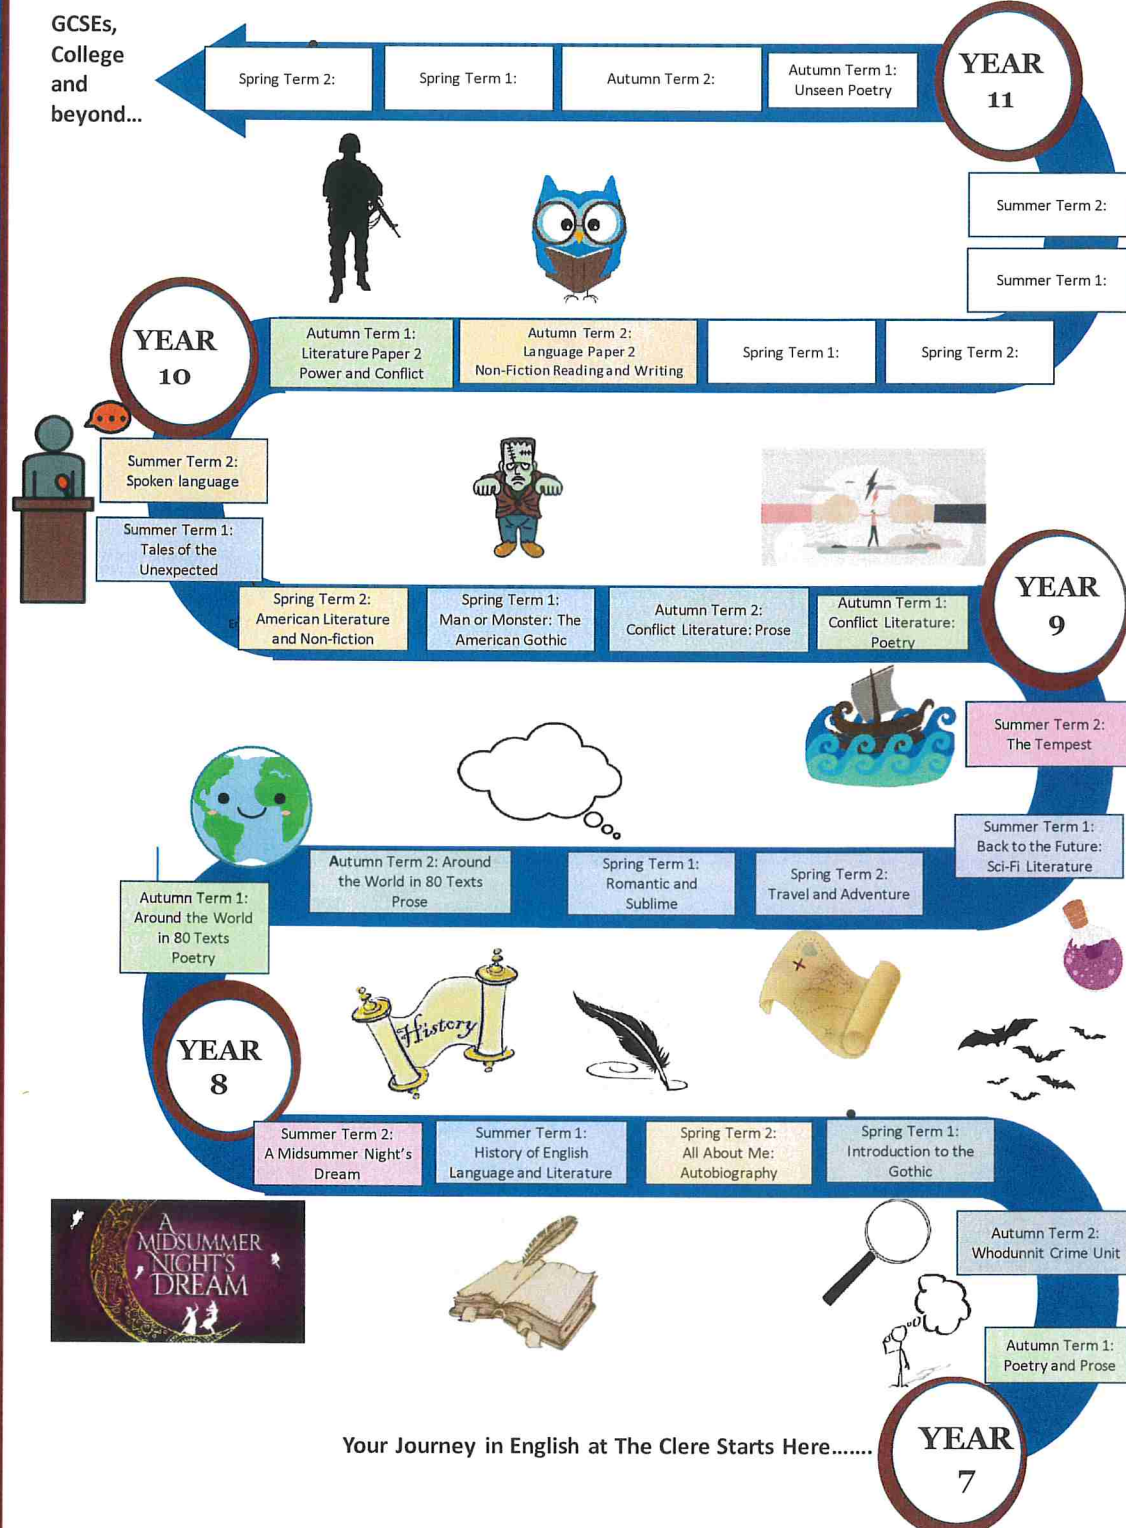 GCSEs,
College
and
beyond...
Spring Term 2:
Spring Term 1:
Autumn Term 2:
Autumn Term 1:
Unseen Poetry
YEAR
11
Summer Term 2:
Summer Term 1:
YEAR
10
Autumn Term 1:
Literature Paper 2
Power and Conflict
Autumn Term 2:
Language Paper 2
Non-Fiction Reading and Writing
Spring Term 1:
Spring Term 2:
Summer Term 2:
Spoken language
Summer Term 1:
Tales of the
Unexpected
Spring Term 2:
American Literature
and Non-fiction
Spring Term 1:
Man or Monster: The
American Gothic
Autumn Term 2:
Conflict Literature: Prose
Autumn Term 1:
Conflict Literature:
Poetry
YEAR
9
Summer Term 2:
The Tempest
Summer Term 1:
Back to the Future:
Sci-Fi Literature
Autumn Term 2: Around
the World in 80 Texts
Prose
Spring Term 1:
Romantic and
Sublime
Spring Term 2:
Travel and Adventure
Autumn Term 1:
Around the World
in 80 Texts
Poetry
History
YEAR
8
Summer Term 2:
A Midsummer Night's
Dream
Summer Term 1:
History of English
Language and Literature
Spring Term 2:
All About Me:
Autobiography
Spring Term 1:
Introduction to the
Gothic
A
MIDSUMMER
NIGHT'S
DREAM
Autumn Term 2:
Whodunnit Crime Unit
Autumn Term 1:
Poetry and Prose
Your Journey in English at The Clere Starts Here.......
YEAR
7